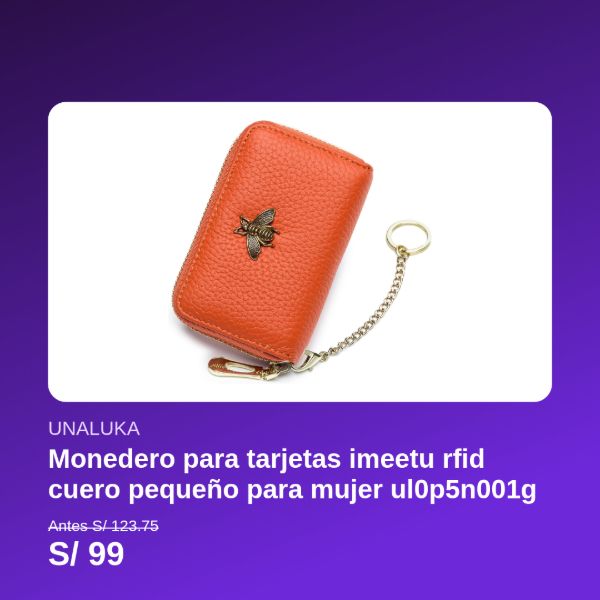 UNALUKA
Monedero para tarjetas imeetu rfid
cuero pequeño para mujer ul0p5n001g
Antes S/ 123.75
S/ 99